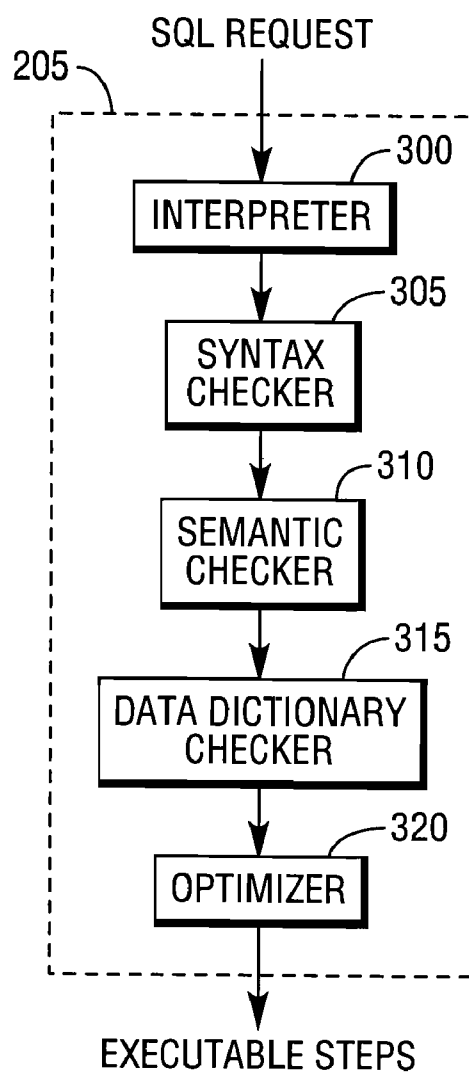 SQL REQUEST
205
300
INTERPRETER
305
SYNTAX
CHECKER
310
SEMANTIC
CHECKER
315
DATA DICTIONARY
CHECKER
320
OPTIMIZER
EXECUTABLE STEPS